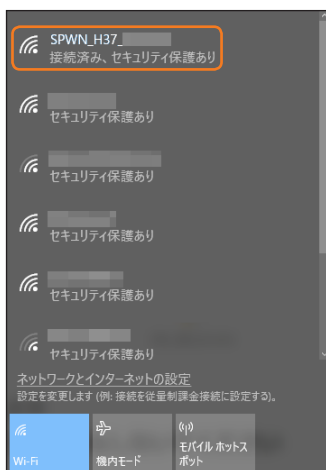 SPWN_H37_
接続済み、セキュリティ保護あり
セキュリティ保護あり
セキュリティ保護あり
セキュリティ保護あり
セキュリティ保護あり
セキュリティ保護あり
ネットワークとインターネットの設定
設定を変更します (例: 接続を従量制課金接続に設定する)。
Wi-Fi
機内モード
モバイル ホットス
ポット